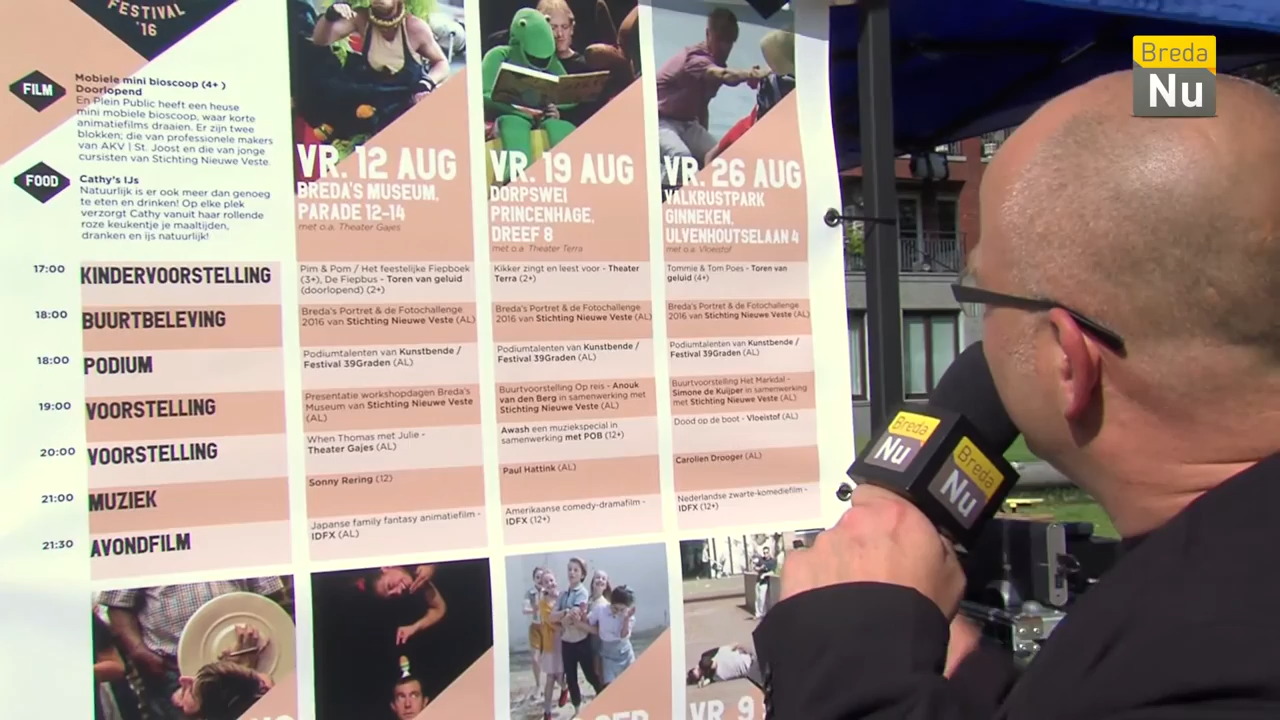 FESTIVAL
'16
FILM
Mobiele mini bioscoop (4+ )
Doorlopend
En Plein Public heeft een heuse
mini mobiele bioscoop, waar korte
animatiefilms draaien. Er zijn twee
blokken; die van professionele makers
van AKV | St. Joost en die van jonge
cursisten van Stichting Nieuwe Veste.
FOOD
Cathy's IJs
Natuurlijk is er ook meer dan genoeg
te eten en drinken! Op elke plek
verzorgt Cathy vanuit haar rollende
roze keukentje je maaltijden,
dranken en ijs natuurlijk!
VR. 12 AUG
BREDA'S MUSEUM,
PARADE 12-14
met o.a. Theater Gajes
VR. 19 AUG
DORPSWEI
PRINCENHAGE,
DREEF 8
met o.a. Theater Terra
VR. 26 AUG
VALKRUSTPARK
GINNEKEN,
ULVENHOUTSELAAN 4
met o.a. Vloeistof
17:00
KINDERVOORSTELLING
Pim & Pom / Het feestelijke Fiepboek
(3+), De Fiepbus - Toren van geluid
(doorlopend) (2+)
Kikker zingt en leest voor - Theater
Terra (2+)
Tommie & Tom Poes - Toren van
geluid (4+)
18:00
BUURTBELEVING
Breda's Portret & de Fotochallenge
2016 van Stichting Nieuwe Veste (AL)
Breda's Portret & de Fotochallenge
2016 van Stichting Nieuwe Veste (AL)
Breda's Portret & de Fotochallenge
2016 van Stichting Nieuwe Veste (AL)
18:00
PODIUM
Podiumtalenten van Kunstbende /
Festival 39Graden (AL)
Podiumtalenten van Kunstbende /
Festival 39Graden (AL)
Podiumtalenten van Kunstbende /
Festival 39Graden (AL)
19:00
VOORSTELLING
Presentatie workshopdagen Breda's
Museum van Stichting Nieuwe Veste
(AL)
Buurtvoorstelling Op reis - Anouk
van den Berg in samenwerking met
Stichting Nieuwe Veste (AL)
Buurtvoorstelling Het Markdal -
Simone de Kuijper in samenwerking
met Stichting Nieuwe Veste (AL)
20:00
VOORSTELLING
When Thomas met Julie -
Theater Gajes (AL)
Awash een muziekspecial in
samenwerking met POB (12+)
Dood op de boot - Vloeistof (AL)
21:00
MUZIEK
Sonny Rering (12)
Paul Hattink (AL)
Carolien Drooger (AL)
21:30
AVONDFILM
Japanse family fantasy animatiefilm -
IDFX (AL)
Amerikaanse comedy-dramafilm -
IDFX (12+)
Nederlandse zwarte-komediefilm -
IDFX (12+)
VR. 9
Breda
Nu
Breda
Nu
Breda
Nu